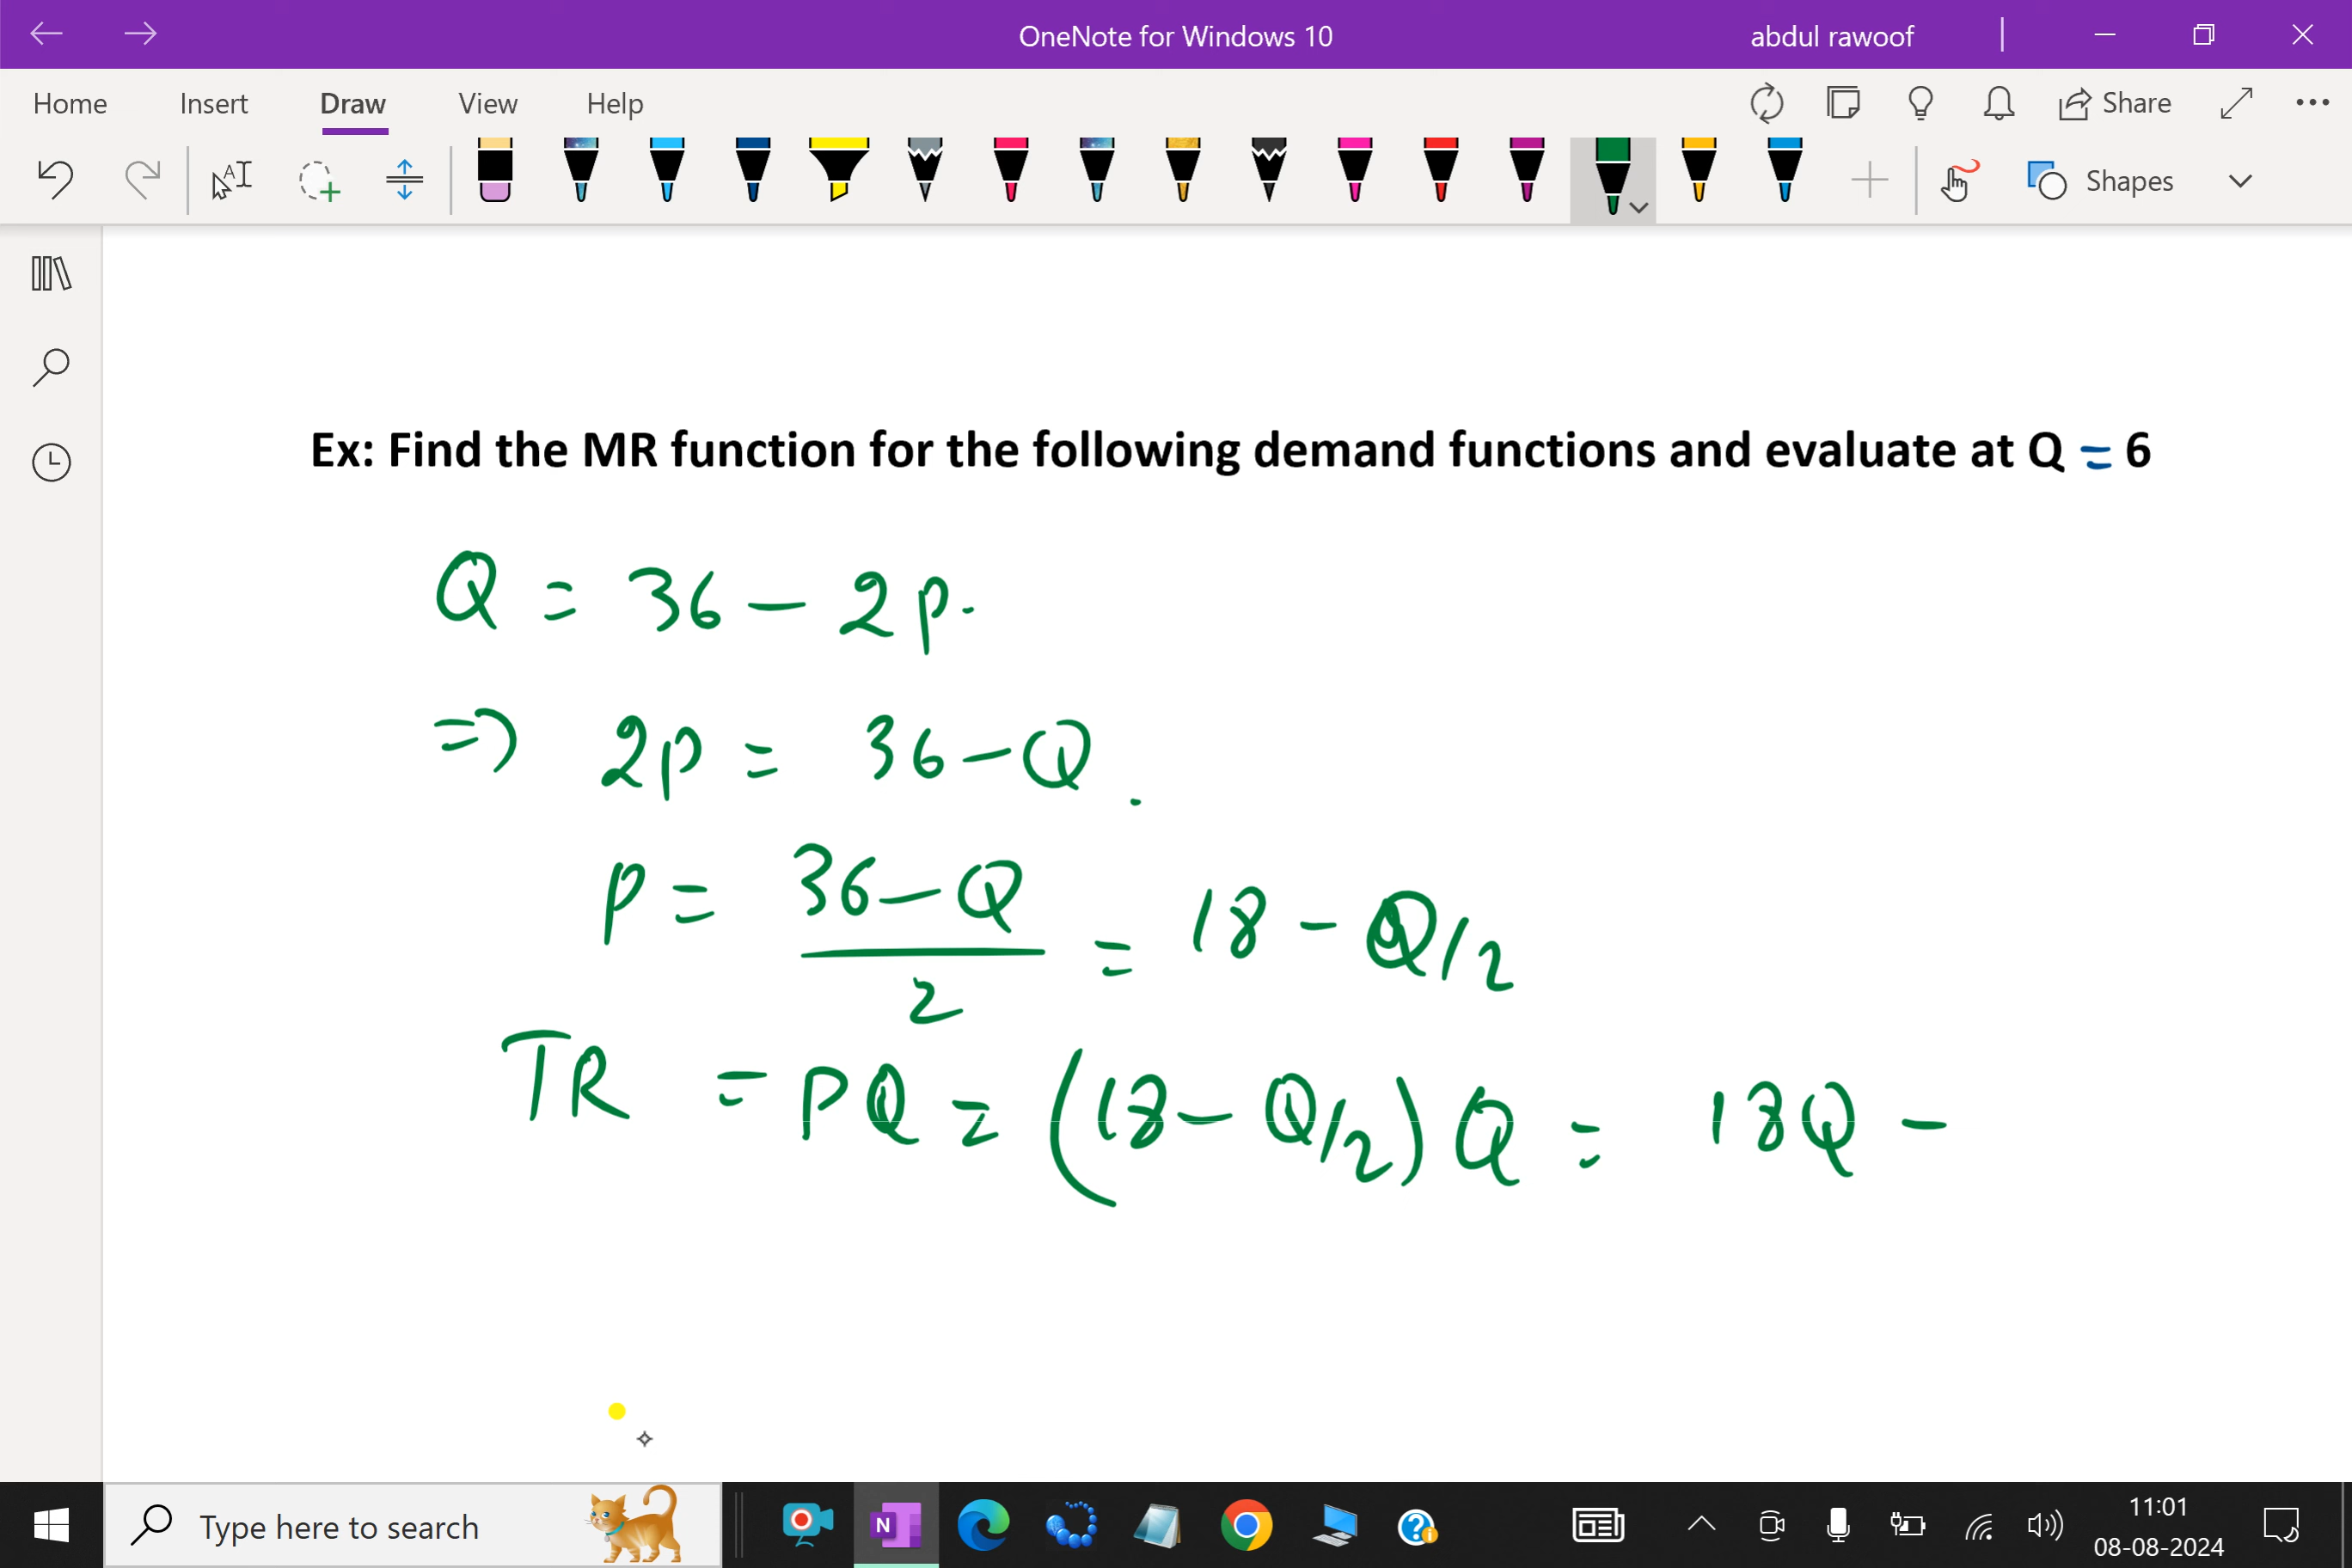 OneNote for Windows 10
abdul rawoof
Home Insert Draw View Help
Share
Shapes
Ex: Find the MR function for the following demand functions and evaluate at Q = 6
Q = 36 - 2p.
=> 2p = 36 - Q.
p = 36 - Q / 2 = 18 - Q/2
TR = PQ = (18 - Q/2) Q = 18Q -
Type here to search
11:01
08-08-2024